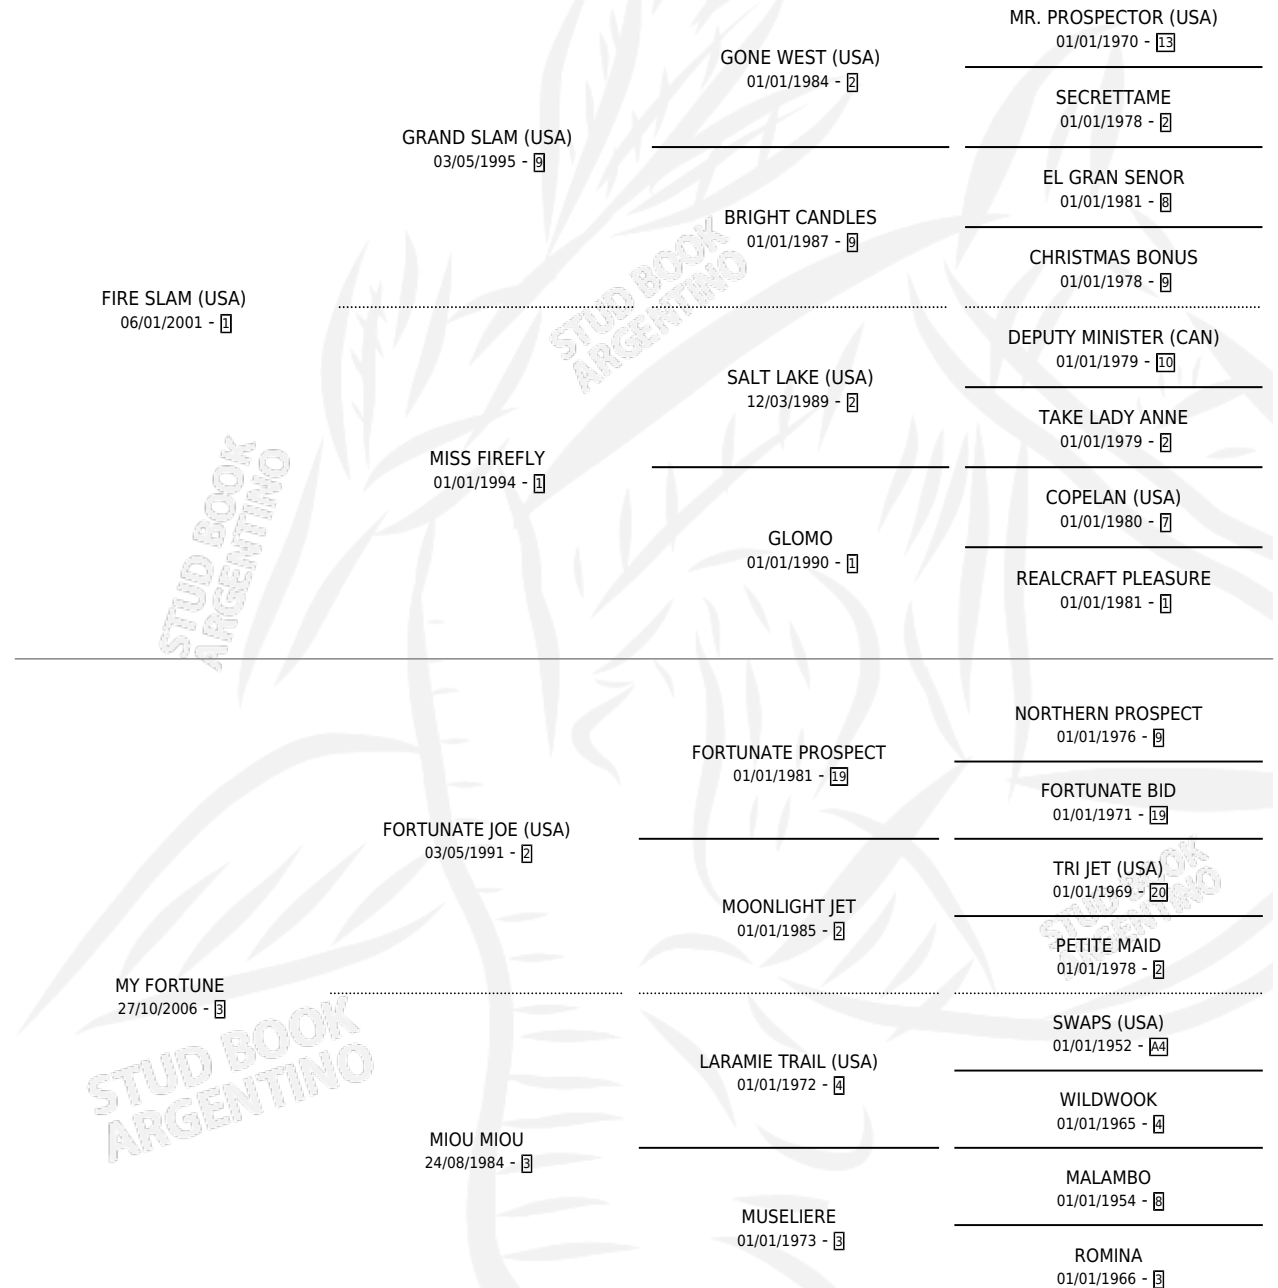 MR. PROSPECTOR (USA)
01/01/1970 - 13
GONE WEST (USA)
01/01/1984 - 2
SECRETTAME
01/01/1978 - 2
GRAND SLAM (USA)
03/05/1995 - 9
EL GRAN SENOR
01/01/1981 - 8
BRIGHT CANDLES
01/01/1987 - 9
CHRISTMAS BONUS
01/01/1978 - 9
FIRE SLAM (USA)
06/01/2001 - 1
DEPUTY MINISTER (CAN)
01/01/1979 - 10
SALT LAKE (USA)
12/03/1989 - 2
TAKE LADY ANNE
01/01/1979 - 2
MISS FIREFLY
01/01/1994 - 1
COPELAN (USA)
01/01/1980 - 7
GLOMO
01/01/1990 - 1
REALCRAFT PLEASURE
01/01/1981 - 1
NORTHERN PROSPECT
01/01/1976 - 9
FORTUNATE PROSPECT
01/01/1981 - 19
FORTUNATE BID
01/01/1971 - 19
FORTUNATE JOE (USA)
03/05/1991 - 2
TRI JET (USA)
01/01/1969 - 20
MOONLIGHT JET
01/01/1985 - 2
PETITE MAID
01/01/1978 - 2
MY FORTUNE
27/10/2006 - 3
SWAPS (USA)
01/01/1952 - A4
LARAMIE TRAIL (USA)
01/01/1972 - 4
WILDWOOK
01/01/1965 - 4
MIOU MIOU
24/08/1984 - 3
MALAMBO
01/01/1954 - 8
MUSELIERE
01/01/1973 - 3
ROMINA
01/01/1966 - 3
STUD BOOK
ARGENTINO
STUD BOOK
ARGENTINO
STUD BOOK
ARGENTINO
STUD BOOK
ARGENTINO